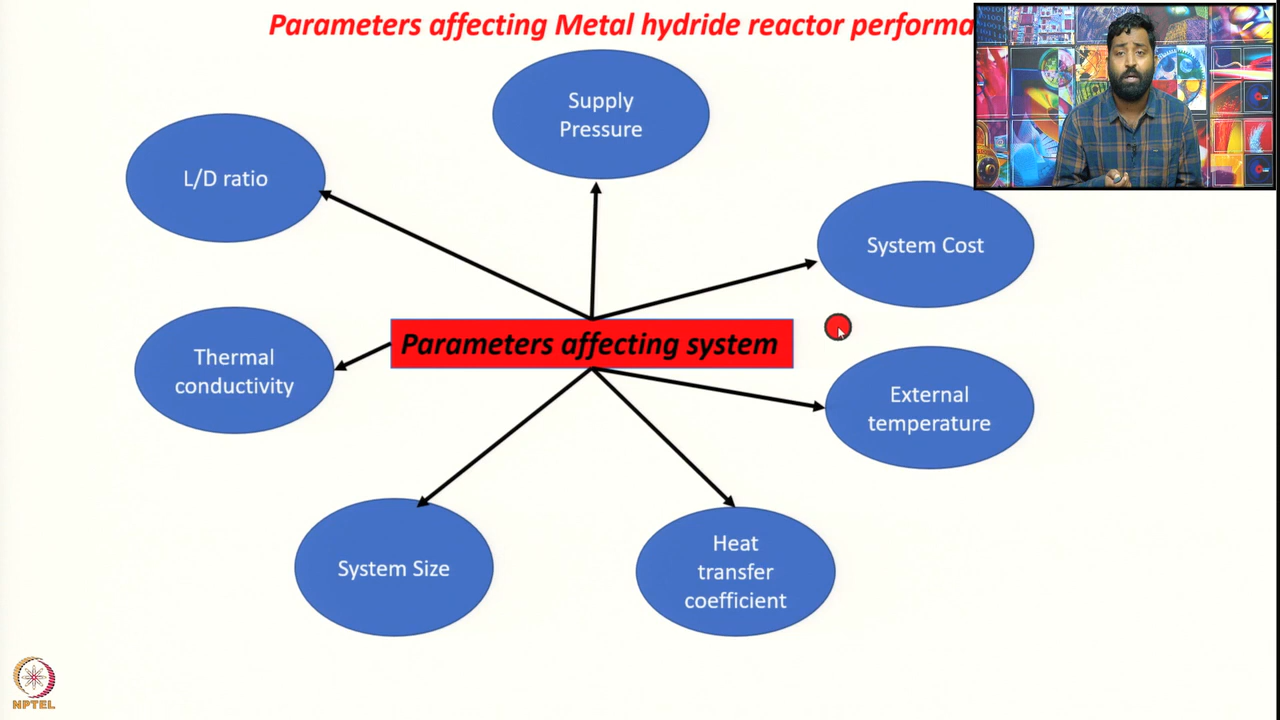 Parameters affecting Metal hydride reactor performa
Supply
Pressure
L/D ratio
System Cost
Parameters affecting system
Thermal
conductivity
External
temperature
System Size
Heat
transfer
coefficient
NPTEL